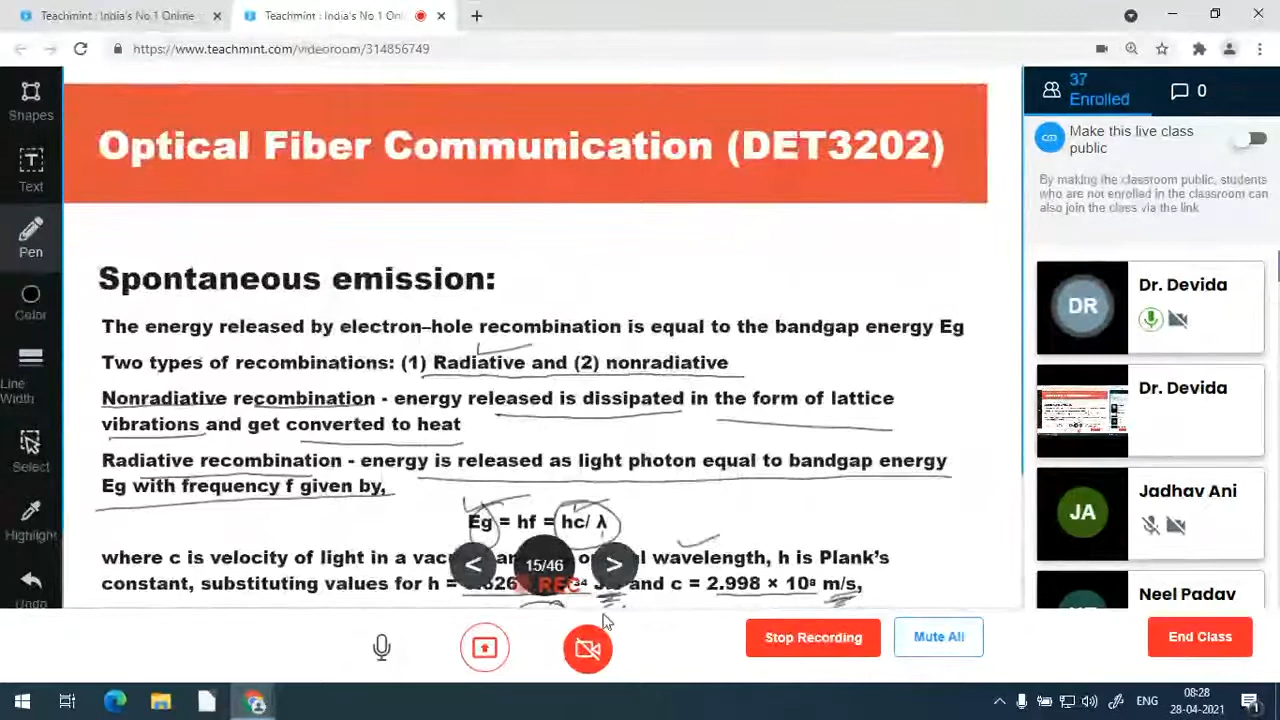 Teachmint : India's No 1 Online
Teachmint : India's No 1 Onl
https://www.teachmint.com/videoroom/314856749
Shapes
Text
Pen
Color
Line
Width
Select
Highlight
Undo
Optical Fiber Communication (DET3202)
Spontaneous emission:
The energy released by electron–hole recombination is equal to the bandgap energy Eg
Two types of recombinations: (1) Radiative and (2) nonradiative
Nonradiative recombination - energy released is dissipated in the form of lattice
vibrations and get converted to heat
Radiative recombination - energy is released as light photon equal to bandgap energy
Eg with frequency f given by,
Eg = hf = hc/ λ
where c is velocity of light in a wavelength, h is Plank's
constant, substituting values for h = and c = 2.998 × 10⁸ m/s,
< 15/46 >
REC
37
Enrolled
0
Make this live class
public
By making the classroom public, students
who are not enrolled in the classroom can
also join the class via the link
DR
Dr. Devida
Dr. Devida
JA
Jadhav Ani
Neel Padav
Stop Recording
Mute All
End Class
ENG
08:28
28-04-2021
1